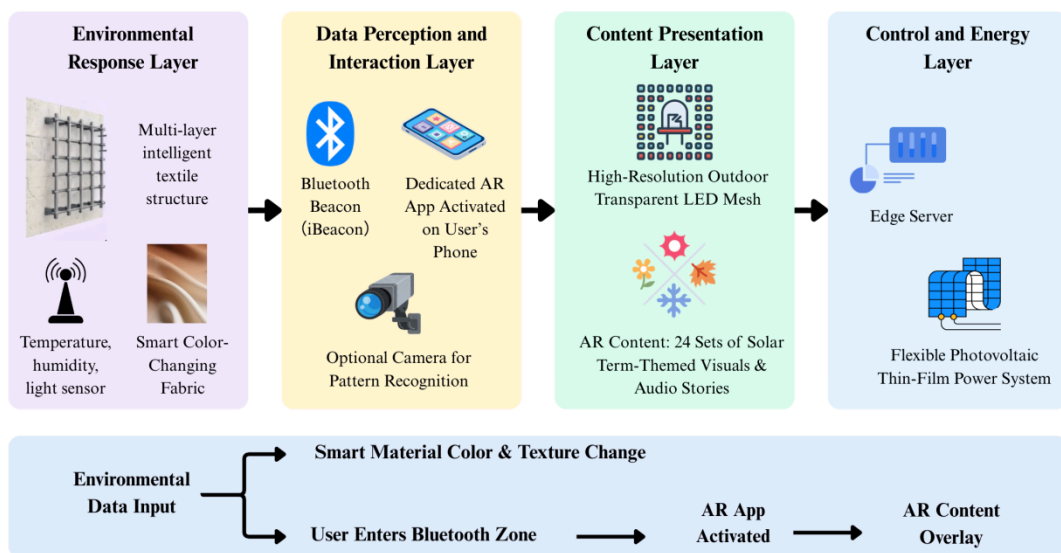 Environmental
Response Layer
Multi-layer
intelligent
textile
structure
Temperature,
humidity,
light sensor
Smart Color-
Changing
Fabric
Data Perception and
Interaction Layer
Bluetooth
Beacon
（iBeacon）
Dedicated AR
App Activated
on User's
Phone
Optional Camera for
Pattern Recognition
Content Presentation
Layer
High-Resolution Outdoor
Transparent LED Mesh
AR Content: 24 Sets of Solar
Term-Themed Visuals &
Audio Stories
Control and Energy
Layer
Edge Server
Flexible Photovoltaic
Thin-Film Power System
Environmental
Data Input
Smart Material Color & Texture Change
User Enters Bluetooth Zone
AR App
Activated
AR Content
Overlay